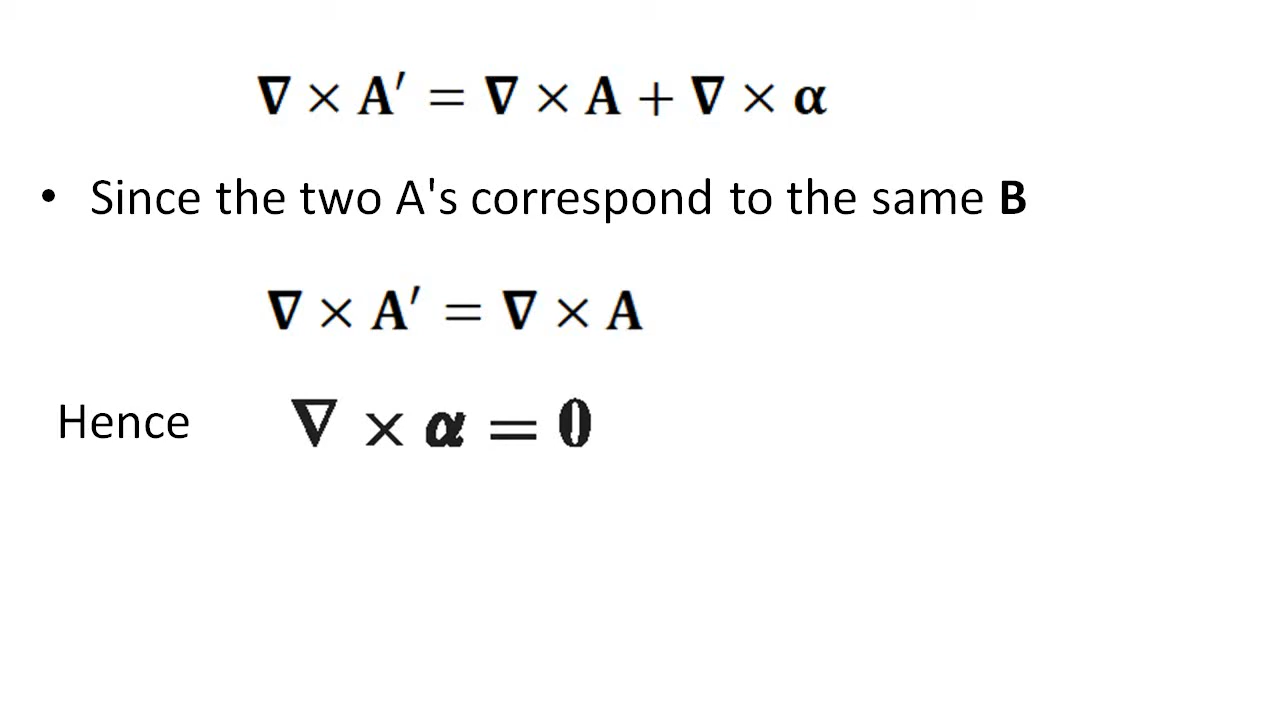 ∇ × A′ = ∇ × A + ∇ × α
• Since the two A's correspond to the same B
∇ × A′ = ∇ × A
Hence ∇ × α = 0